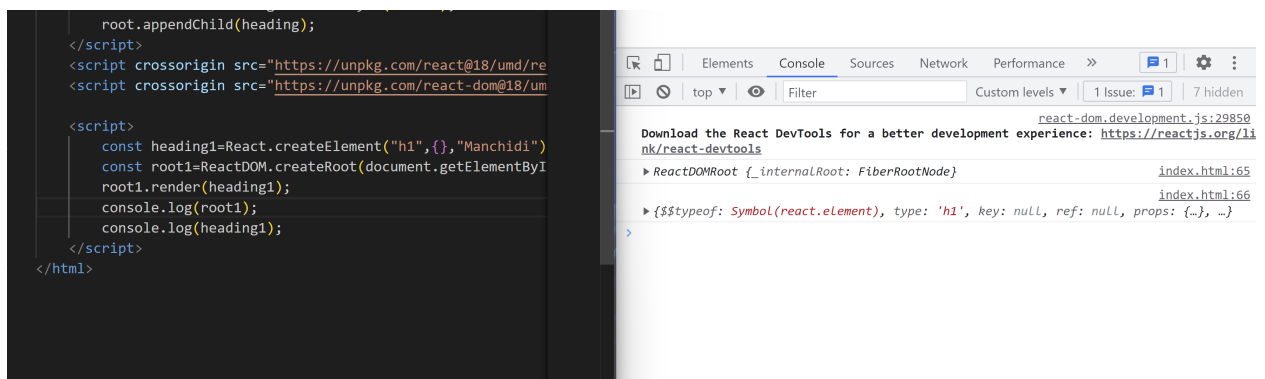 root.appendChild(heading);
</script>
<script crossorigin src="https://unpkg.com/react@18/umd/re
<script crossorigin src="https://unpkg.com/react-dom@18/um
<script>
const heading1=React.createElement("h1",{},"Manchidi")
const root1=ReactDOM.createRoot(document.getElementByI
root1.render(heading1);
console.log(root1);
console.log(heading1);
</script>
</html>
Elements Console Sources Network Performance » 1
top ▼ Filter Custom levels ▼ 1 Issue: 1 7 hidden
react-dom.development.js:29850
Download the React DevTools for a better development experience: https://reactjs.org/li
nk/react-devtools
▶ReactDOMRoot {_internalRoot: FiberRootNode} index.html:65
index.html:66
▶{$$typeof: Symbol(react.element), type: 'h1', key: null, ref: null, props: {…}, …}
>